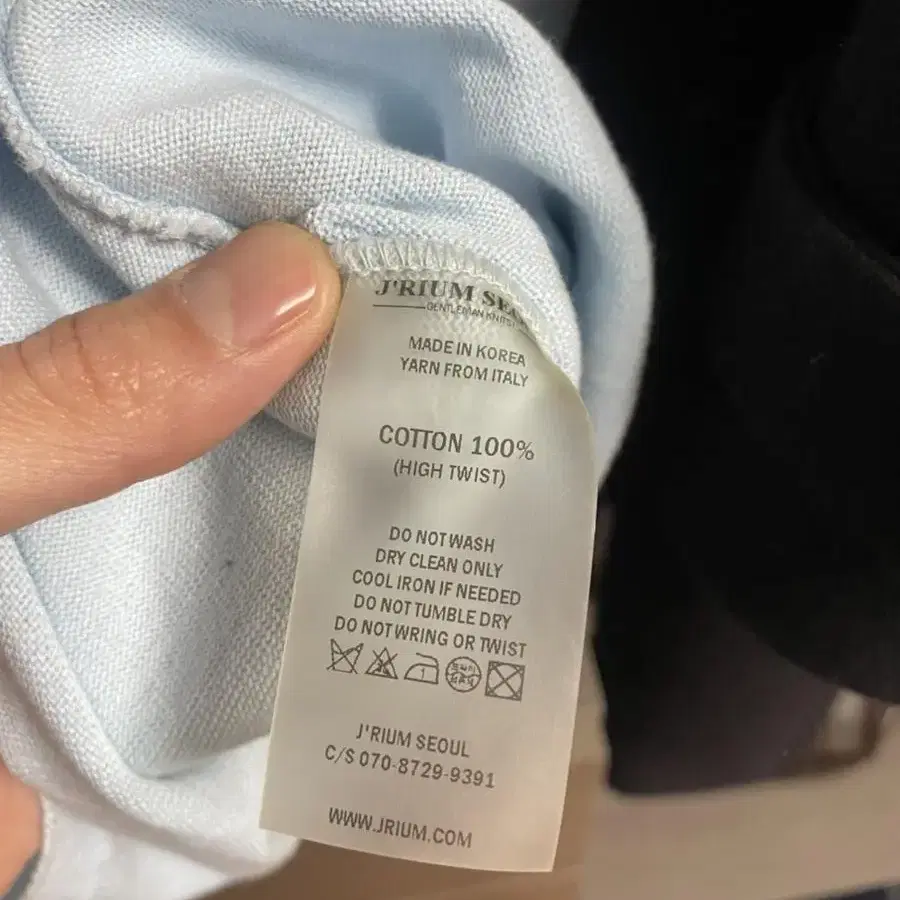 J'RIUM
GENTLEMAN
MADE IN KOREA
YARN FROM ITALY
COTTON 100%
(HIGH TWIST)
DO NOT WASH
DRY CLEAN ONLY
COOL IRON IF NEEDED
DO NOT TUMBLE DRY
DO NOT WRING OR TWIST
1
J'RIUM SEOUL
C/S 070-8729-9391
WWW.JRIUM.COM